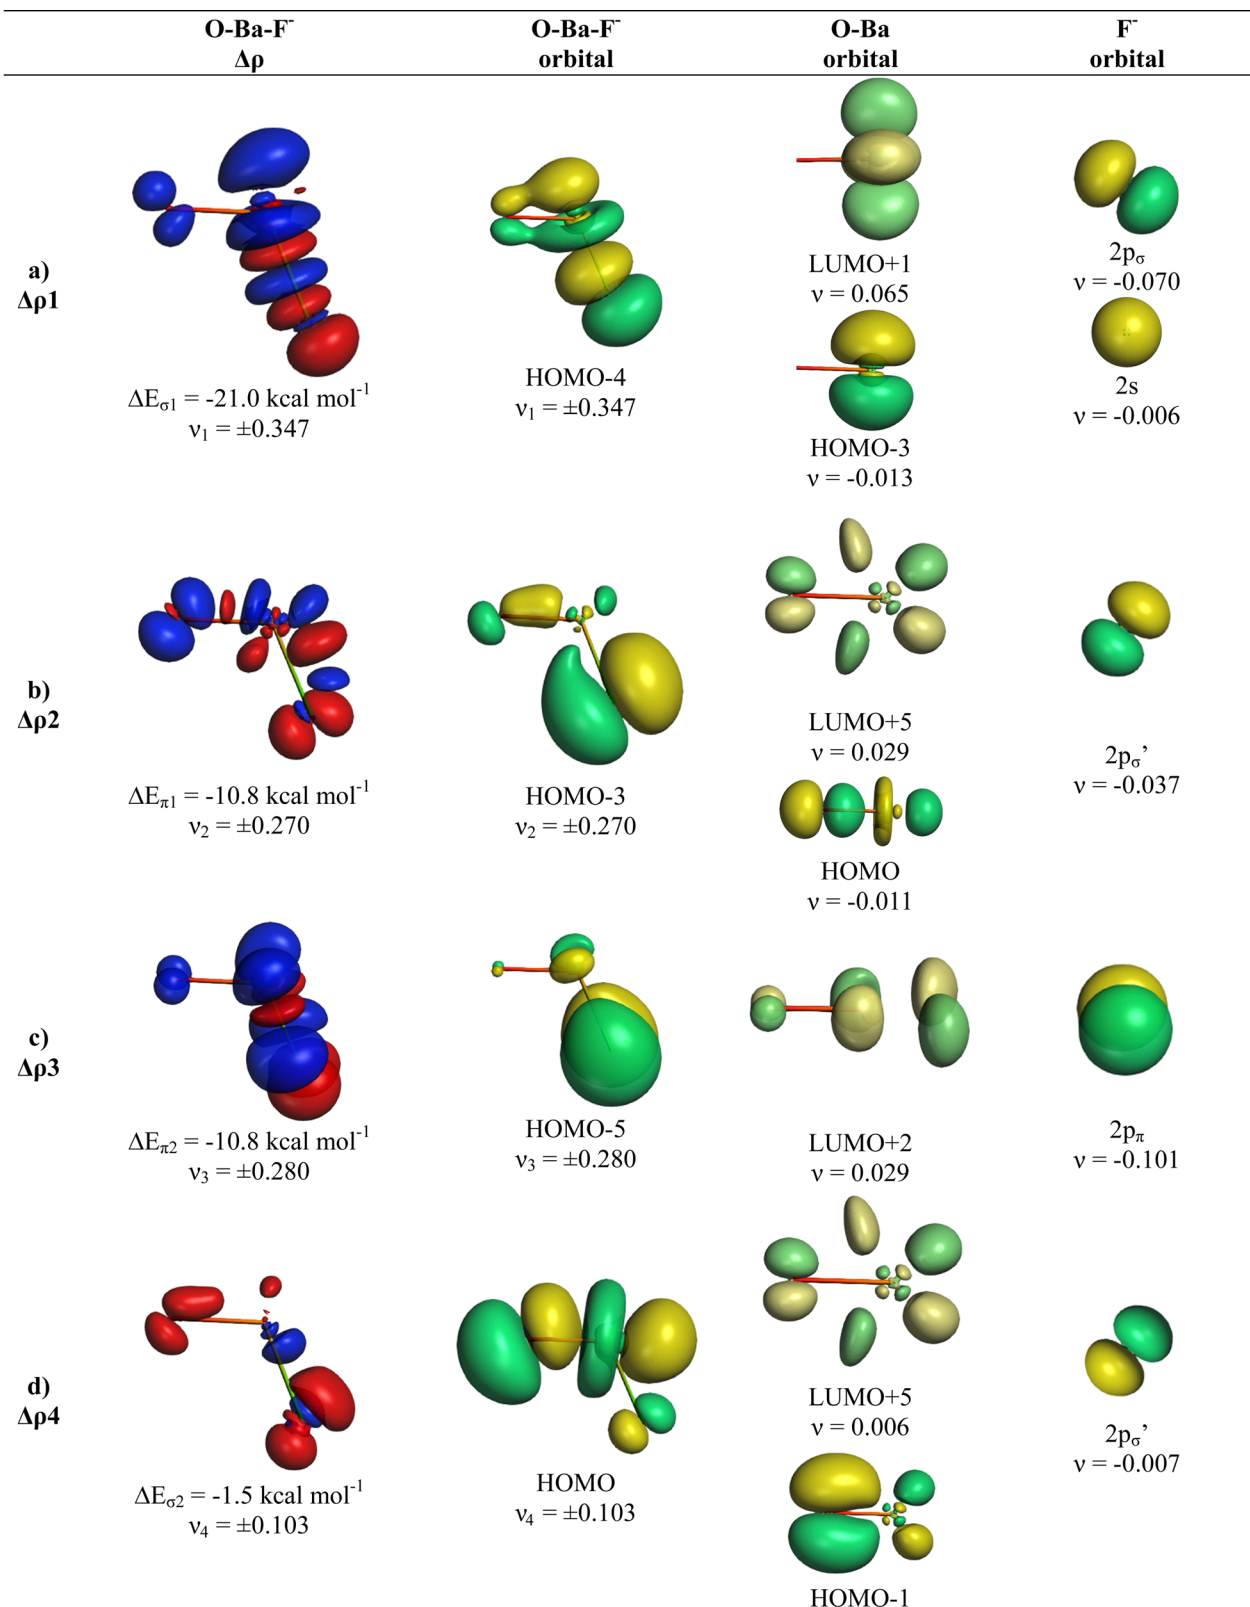 O-Ba-F⁻ O-Ba-F⁻ O-Ba F⁻
Δρ orbital orbital orbital
a)
Δρ1
ΔEσ1 = -21.0 kcal mol⁻¹
ν₁ = ±0.347
HOMO-4
ν₁ = ±0.347
LUMO+1
ν = 0.065
HOMO-3
ν = -0.013
2pσ
ν = -0.070
2s
ν = -0.006
b)
Δρ2
ΔEπ1 = -10.8 kcal mol⁻¹
ν₂ = ±0.270
HOMO-3
ν₂ = ±0.270
LUMO+5
ν = 0.029
HOMO
ν = -0.011
2pσ’
ν = -0.037
c)
Δρ3
ΔEπ2 = -10.8 kcal mol⁻¹
ν₃ = ±0.280
HOMO-5
ν₃ = ±0.280
LUMO+2
ν = 0.029
2pπ
ν = -0.101
d)
Δρ4
ΔEσ2 = -1.5 kcal mol⁻¹
ν₄ = ±0.103
HOMO
ν₄ = ±0.103
LUMO+5
ν = 0.006
HOMO-1
2pσ’
ν = -0.007